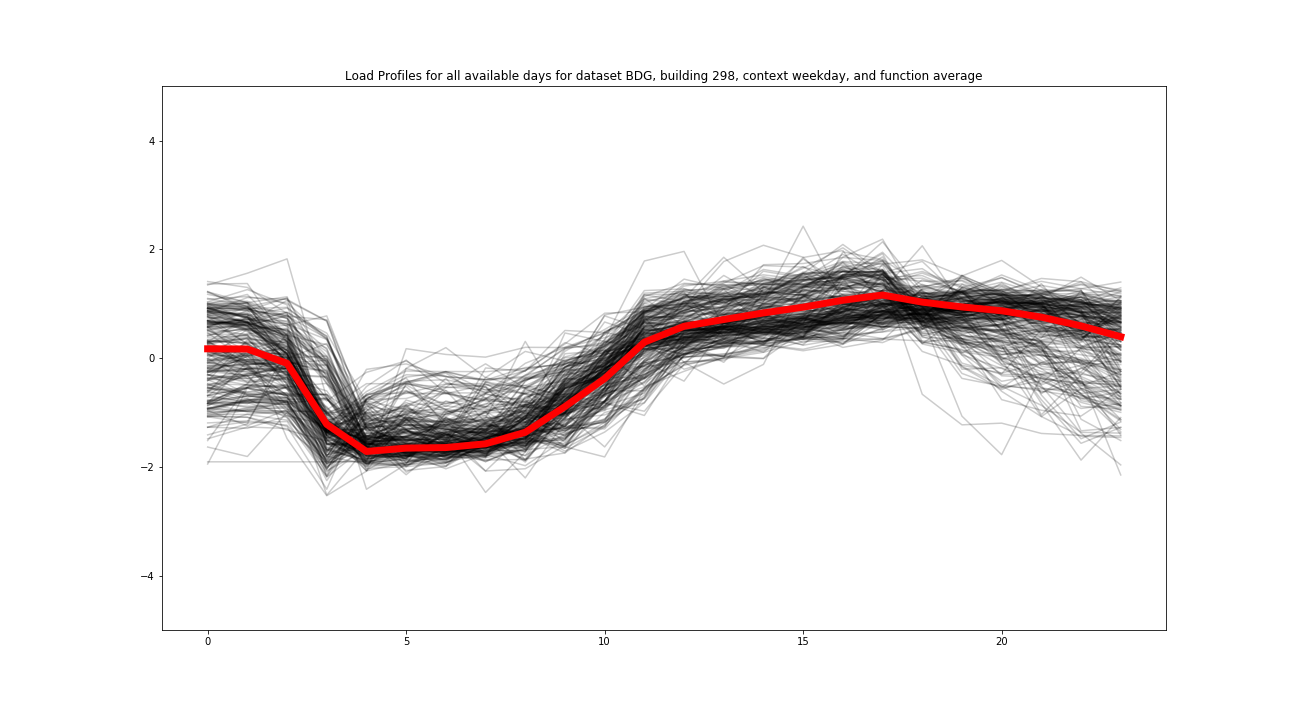 Load Profiles for all available days for dataset BDG, building 298, context weekday, and function average
4
2
0
−2
−4
0 5 10 15 20